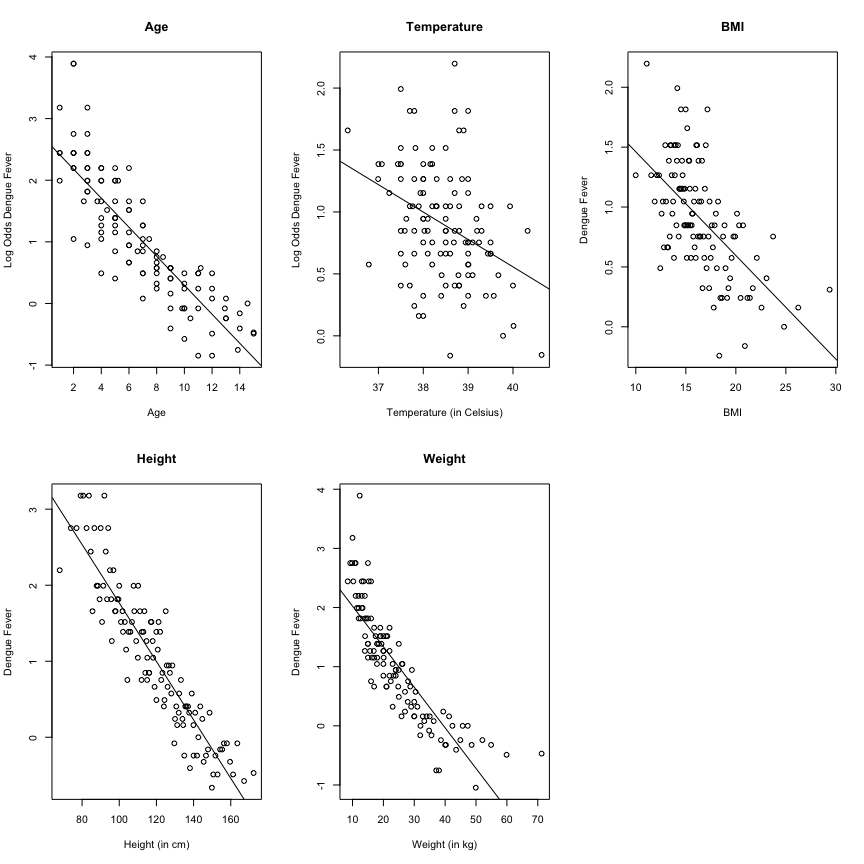 Age
Log Odds Dengue Fever
4
3
2
1
0
-1
2 4 6 8 10 12 14
Age
Temperature
Log Odds Dengue Fever
2.0
1.5
1.0
0.5
0.0
37 38 39 40
Temperature (in Celsius)
BMI
Dengue Fever
2.0
1.5
1.0
0.5
0.0
10 15 20 25 30
BMI
Height
Dengue Fever
3
2
1
0
80 100 120 140 160
Height (in cm)
Weight
Dengue Fever
4
3
2
1
0
-1
10 20 30 40 50 60 70
Weight (in kg)